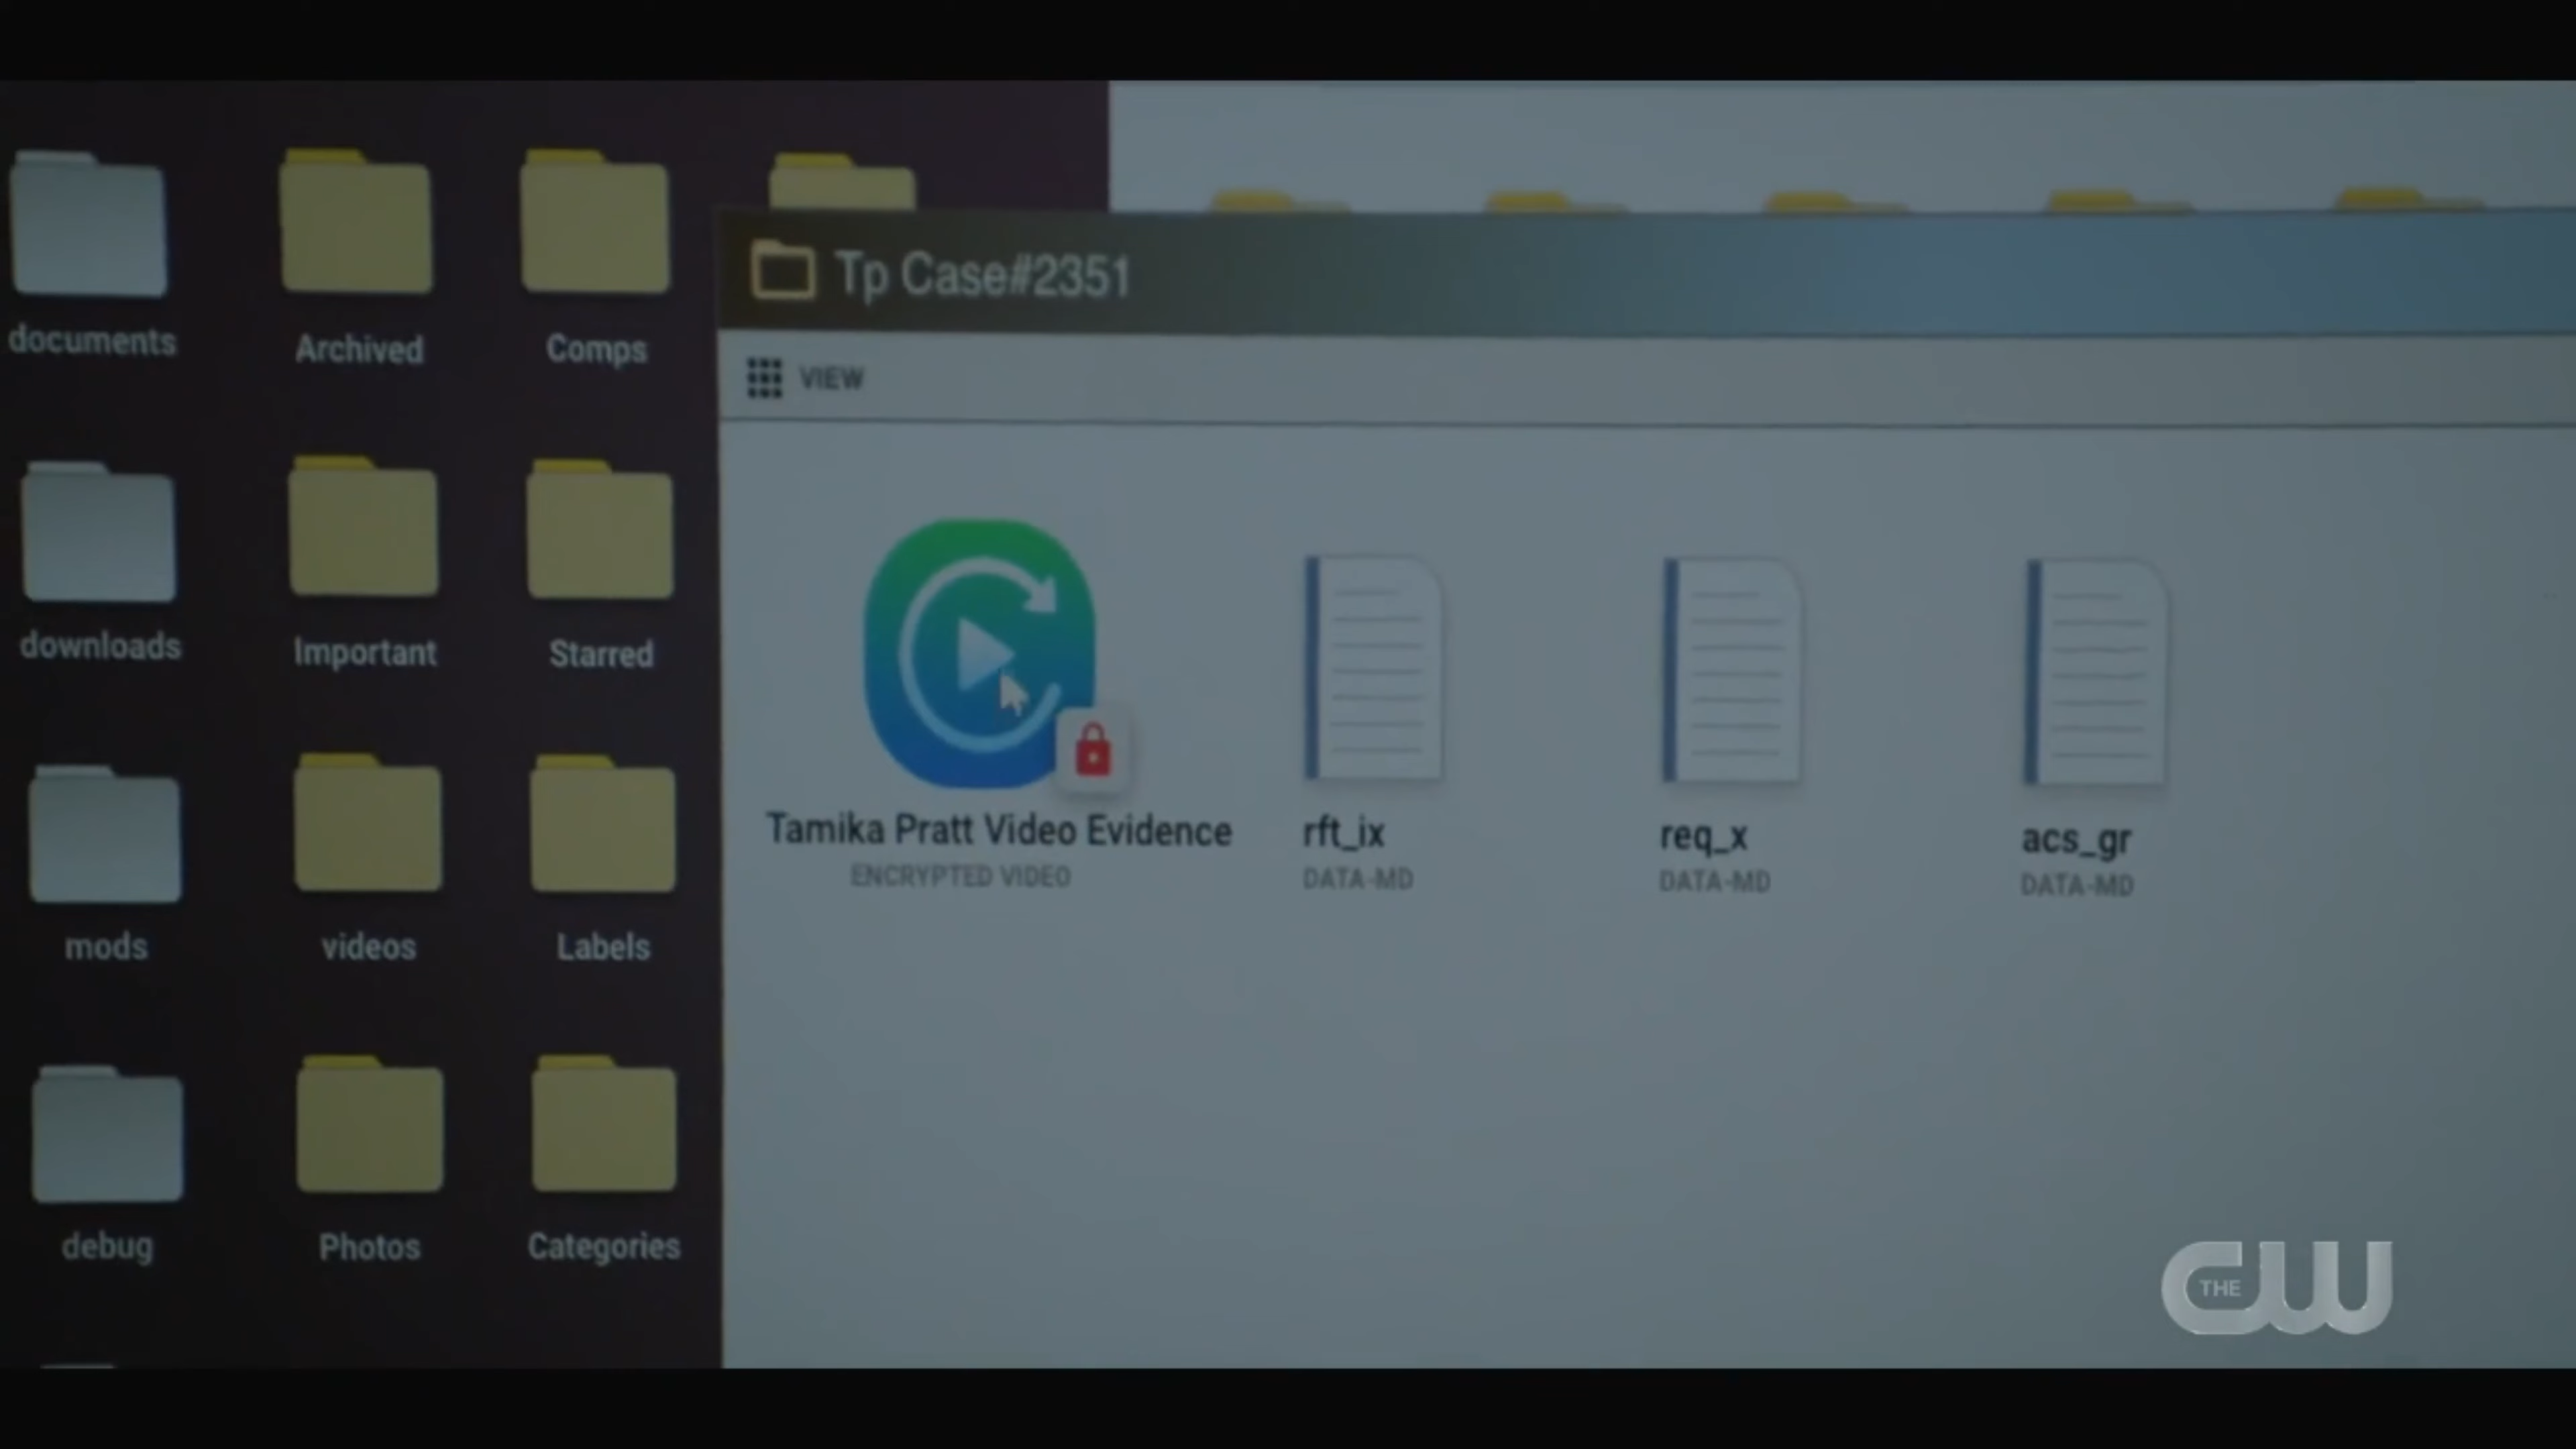 Tp Case#2351
VIEW
documents
Archived
Comps
downloads
Important
Starred
Tamika Pratt Video Evidence
ENCRYPTED VIDEO
rft_ix
DATA-MD
req_x
DATA-MD
acs_gr
DATA-MD
mods
videos
Labels
debug
Photos
Categories
THE CW